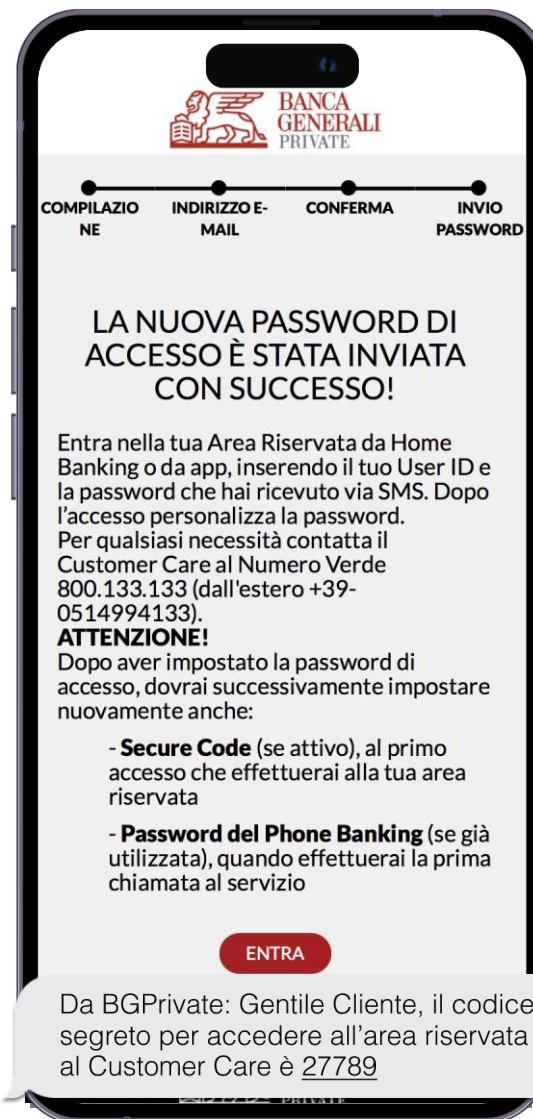 BANCA
GENERALI
PRIVATE
COMPILAZIO
NE
INDIRIZZO E-
MAIL
CONFERMA
INVIO
PASSWORD
LA NUOVA PASSWORD DI
ACCESSO È STATA INVIATA
CON SUCCESSO!
Entra nella tua Area Riservata da Home
Banking o da app, inserendo il tuo User ID e
la password che hai ricevuto via SMS. Dopo
l'accesso personalizza la password.
Per qualsiasi necessità contatta il
Customer Care al Numero Verde
800.133.133 (dall'estero +39-
0514994133).
ATTENZIONE!
Dopo aver impostato la password di
accesso, dovrai successivamente impostare
nuovamente anche:
- Secure Code (se attivo), al primo
accesso che effettuerai alla tua area
riservata
- Password del Phone Banking (se già
utilizzata), quando effettuerai la prima
chiamata al servizio
ENTRA
Da BGPrivate: Gentile Cliente, il codice
segreto per accedere all'area riservata
al Customer Care è 27789
PRIVATE